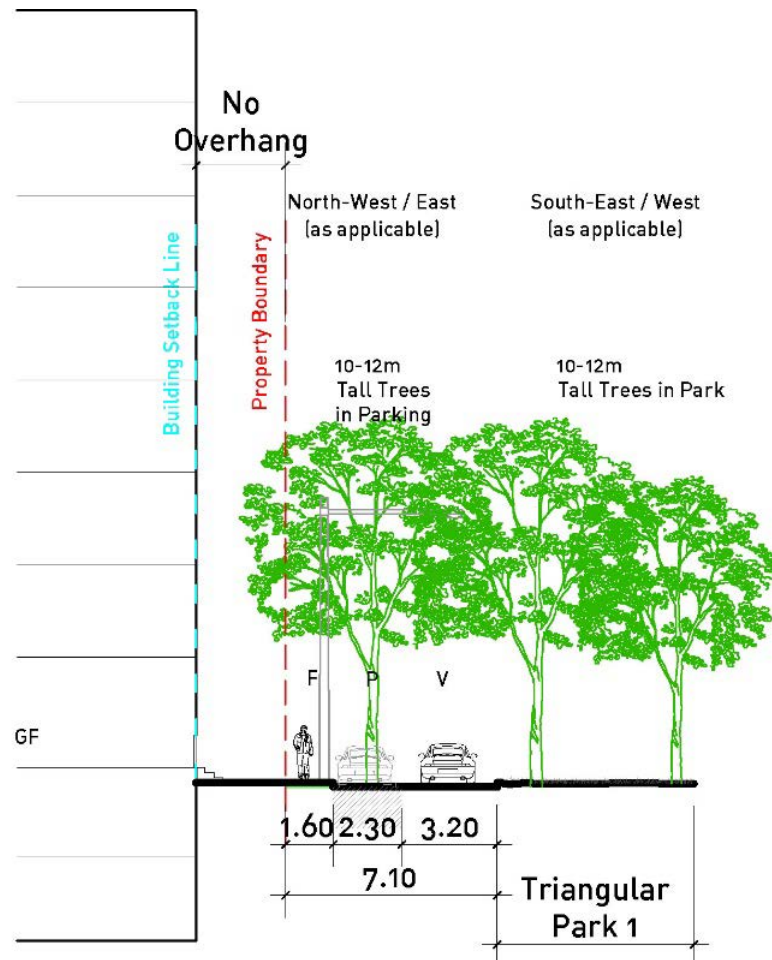 No
Overhang
North-West / East
(as applicable)
South-East / West
(as applicable)
Building Setback Line
Property Boundary
10-12m
Tall Trees
in Parking
10-12m
Tall Trees in Park
F
P
V
GF
1.60
2.30
3.20
7.10
Triangular
Park 1